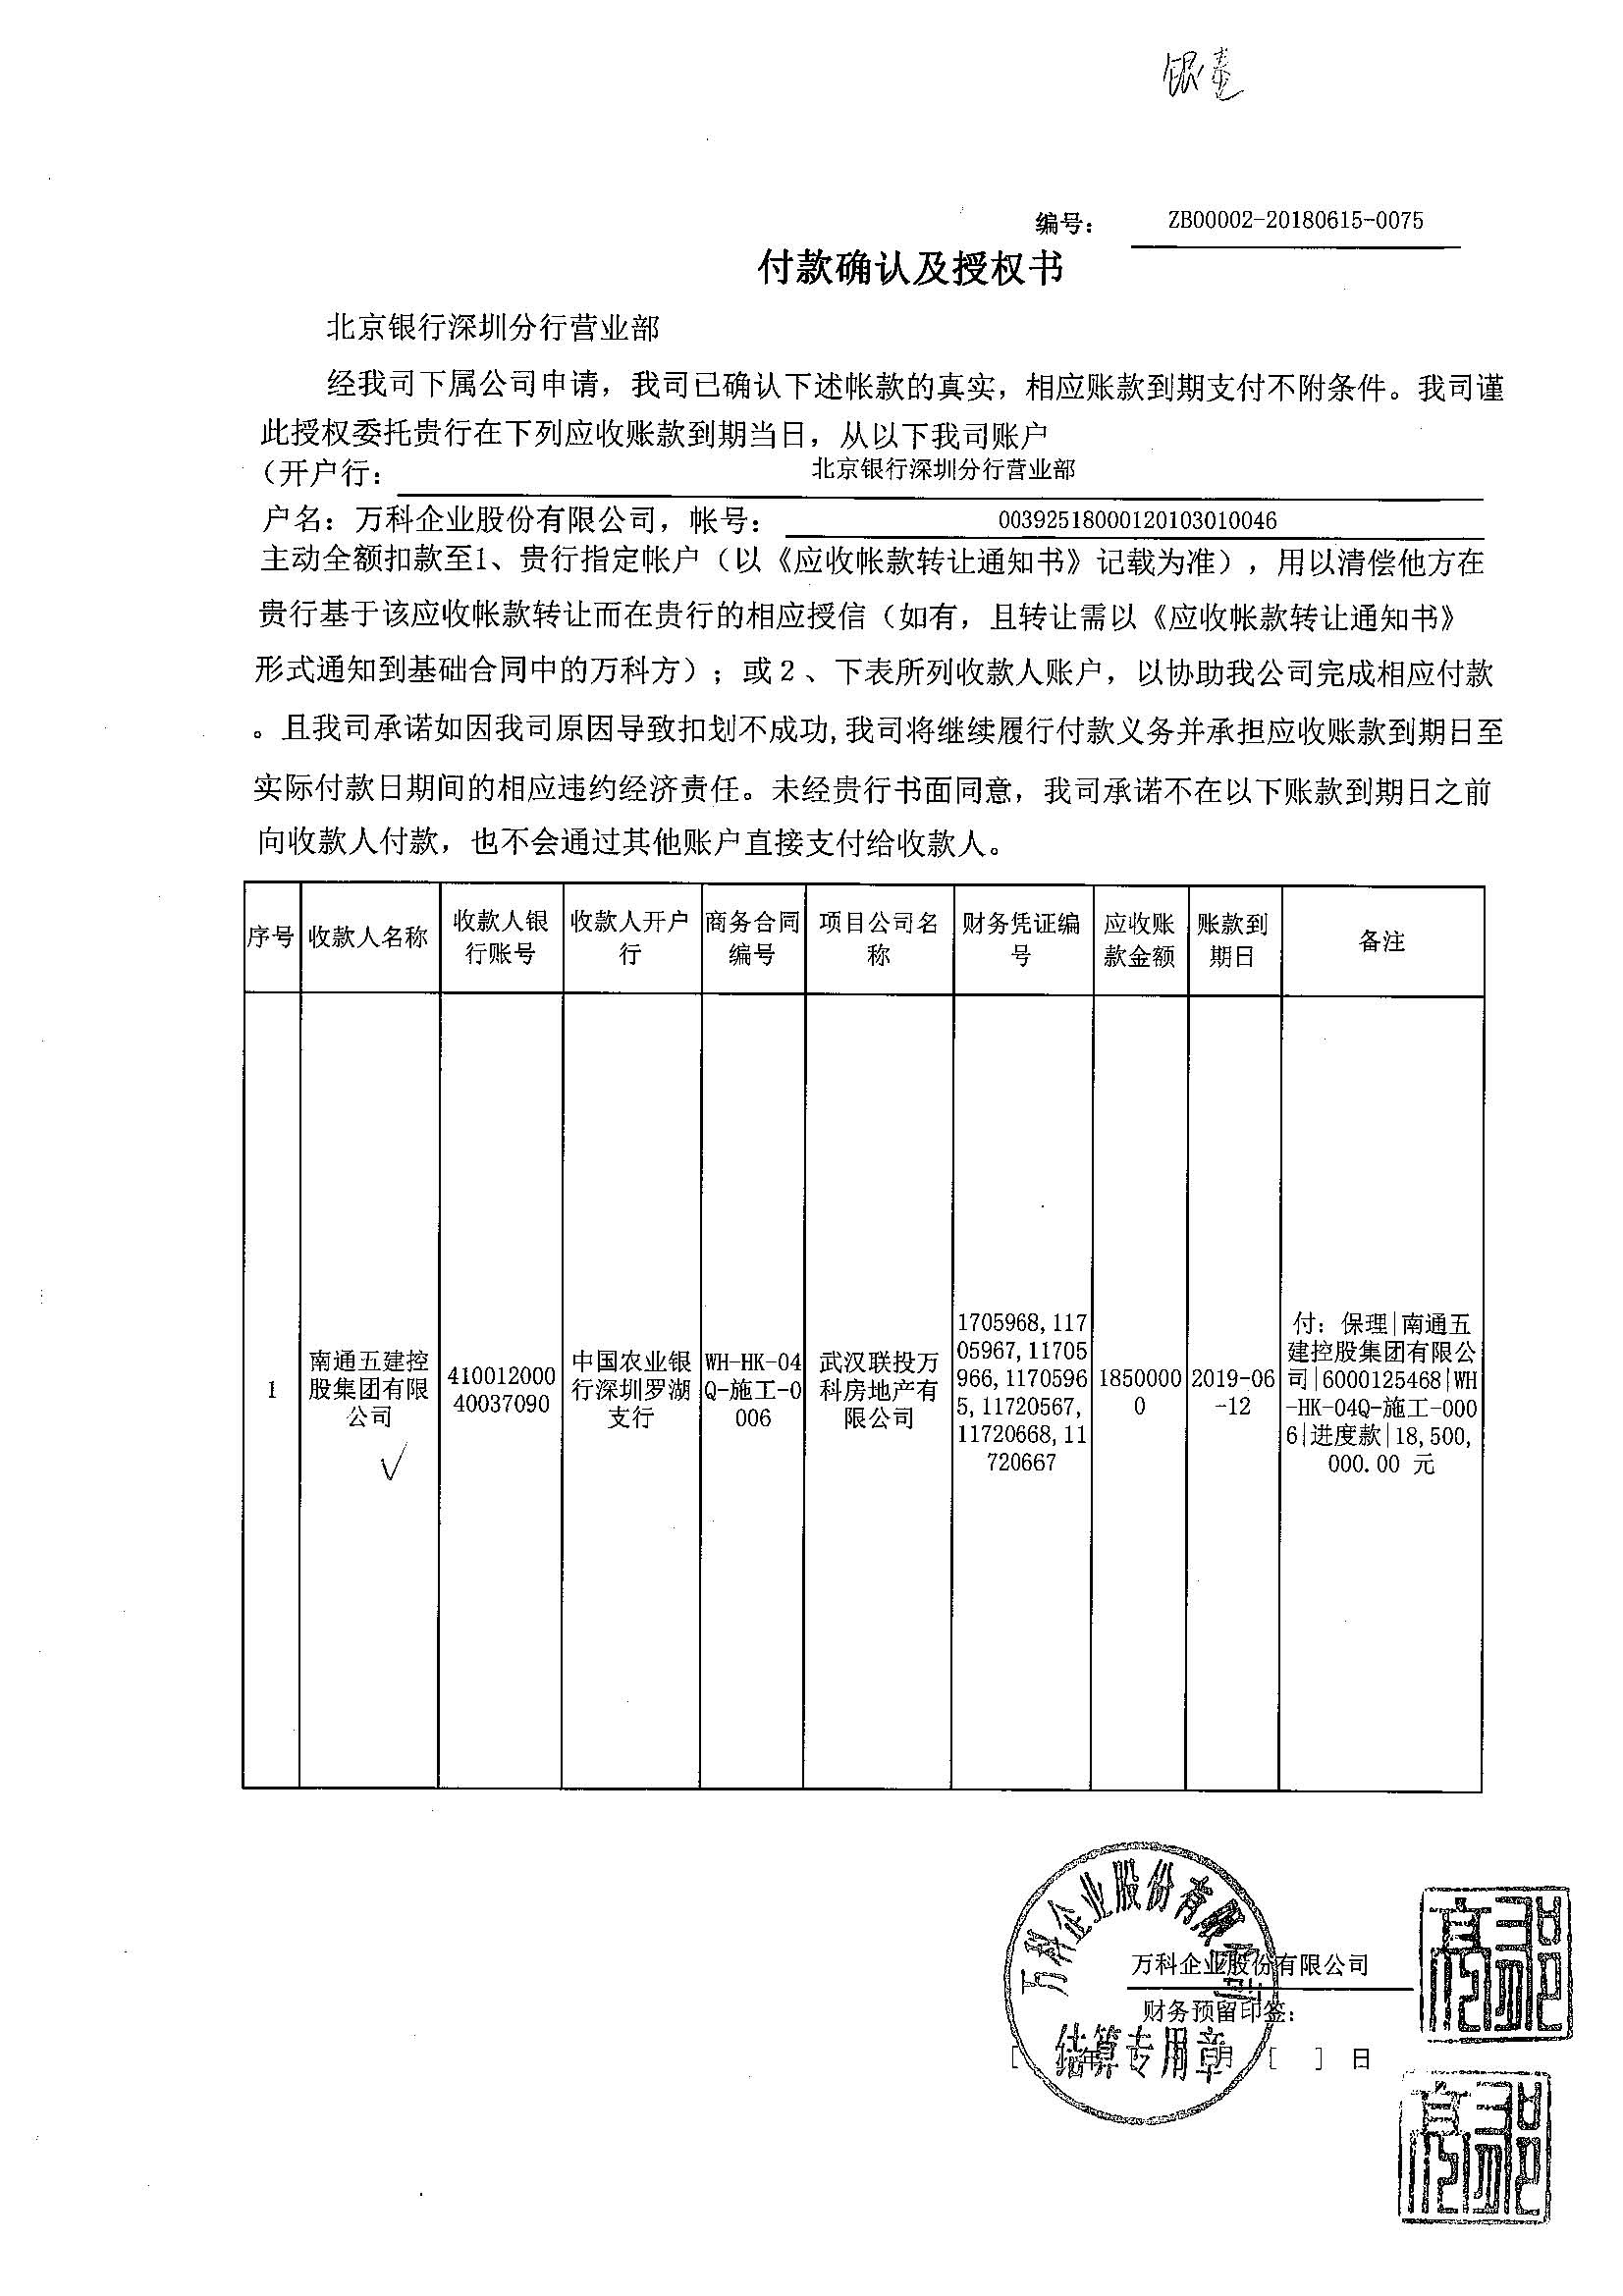 编号：
ZB00002-20180615-0075
付款确认及授权书
北京银行深圳分行营业部
经我司下属公司申请，我司已确认下述帐款的真实，相应账款到期支付不附条件。我司谨
此授权委托贵行在下列应收账款到期当日，从以下我司账户
（开户行：
北京银行深圳分行营业部
户名：万科企业股份有限公司，帐号：
00392518000120103010046
主动全额扣款至1、贵行指定帐户（以《应收帐款转让通知书》记载为准），用以清偿他方在
贵行基于该应收帐款转让而在贵行的相应授信（如有，且转让需以《应收帐款转让通知书》
形式通知到基础合同中的万科方）；或2、下表所列收款人账户，以协助我公司完成相应付款
。且我司承诺如因我司原因导致扣划不成功,我司将继续履行付款义务并承担应收账款到期日至
实际付款日期间的相应违约经济责任。未经贵行书面同意，我司承诺不在以下账款到期日之前
向收款人付款，也不会通过其他账户直接支付给收款人。
序号
收款人名称
收款人银
行账号
收款人开户
行
商务合同
编号
项目公司名
称
财务凭证编
号
应收账
款金额
账款到
期日
备注
1
南通五建控
股集团有限
公司
410012000
40037090
中国农业银
行深圳罗湖
支行
WH-HK-04
Q-施工-0
006
武汉联投万
科房地产有
限公司
1705968,117
05967,11705
966,1170596
5,11720567,
11720668,11
720667
1850000
0
2019-06
-12
付：保理|南通五
建控股集团有限公
司|6000125468|WH
-HK-04Q-施工-000
6|进度款|18,500,
000.00 元
万科企业股份有限公司
万科企业股份有限公司
财务预留印签：
结算专用章
[ ]年[ ]月[ ]日